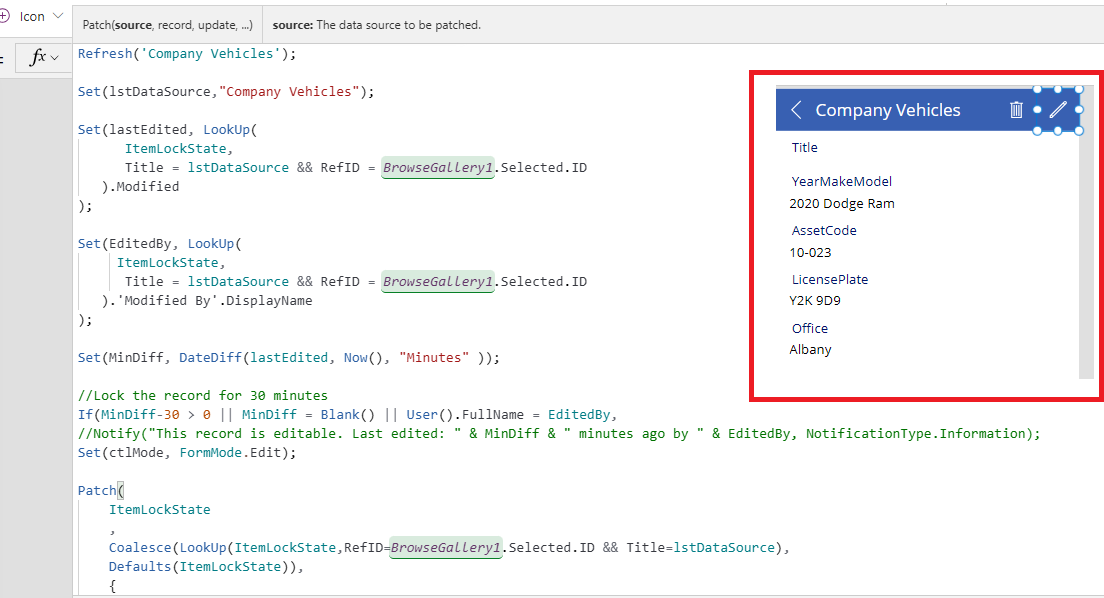 Icon
Patch(source, record, update, ...) source: The data source to be patched.
fx
Refresh('Company Vehicles');
Set(lstDataSource,"Company Vehicles");
Set(lastEdited, LookUp(
ItemLockState,
Title = lstDataSource && RefID = BrowseGallery1.Selected.ID
).Modified
);
Set(EditedBy, LookUp(
ItemLockState,
Title = lstDataSource && RefID = BrowseGallery1.Selected.ID
).'Modified By'.DisplayName
);
Set(MinDiff, DateDiff(lastEdited, Now(), "Minutes" ));
//Lock the record for 30 minutes
If(MinDiff-30 > 0 || MinDiff = Blank() || User().FullName = EditedBy,
//Notify("This record is editable. Last edited: " & MinDiff & " minutes ago by " & EditedBy, NotificationType.Information);
Set(ctlMode, FormMode.Edit);
Patch(
ItemLockState
,
Coalesce(LookUp(ItemLockState,RefID=BrowseGallery1.Selected.ID && Title=lstDataSource),
Defaults(ItemLockState)),
{
Company Vehicles
Title
YearMakeModel
2020 Dodge Ram
AssetCode
10-023
LicensePlate
Y2K 9D9
Office
Albany